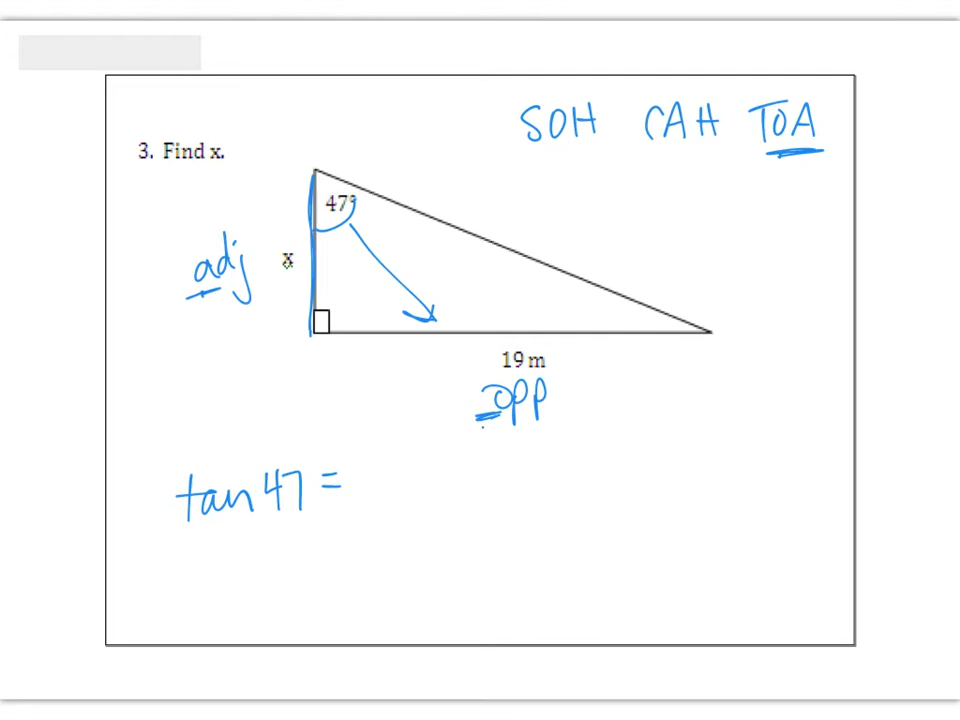 SOH CAH TOA
3. Find x.
47°
adj
x
19 m
opp
tan 47 =